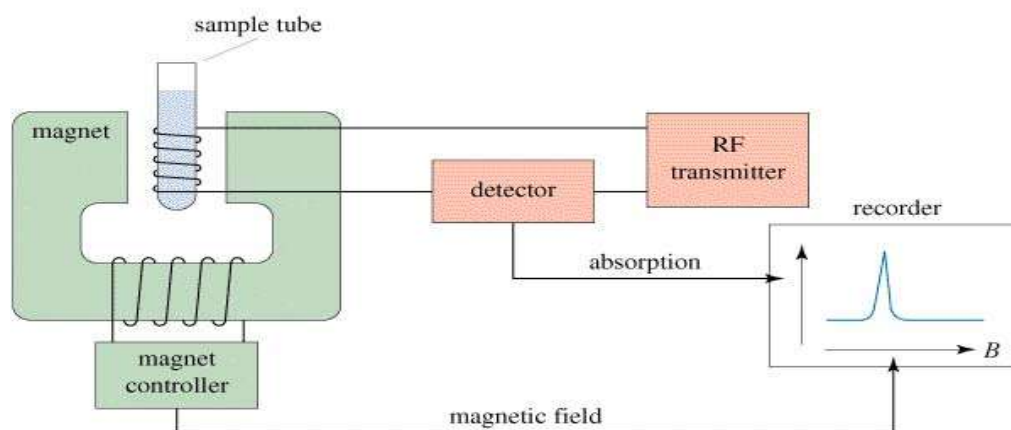 sample tube
magnet
RF
transmitter
detector
recorder
absorption
B
magnet
controller
magnetic field